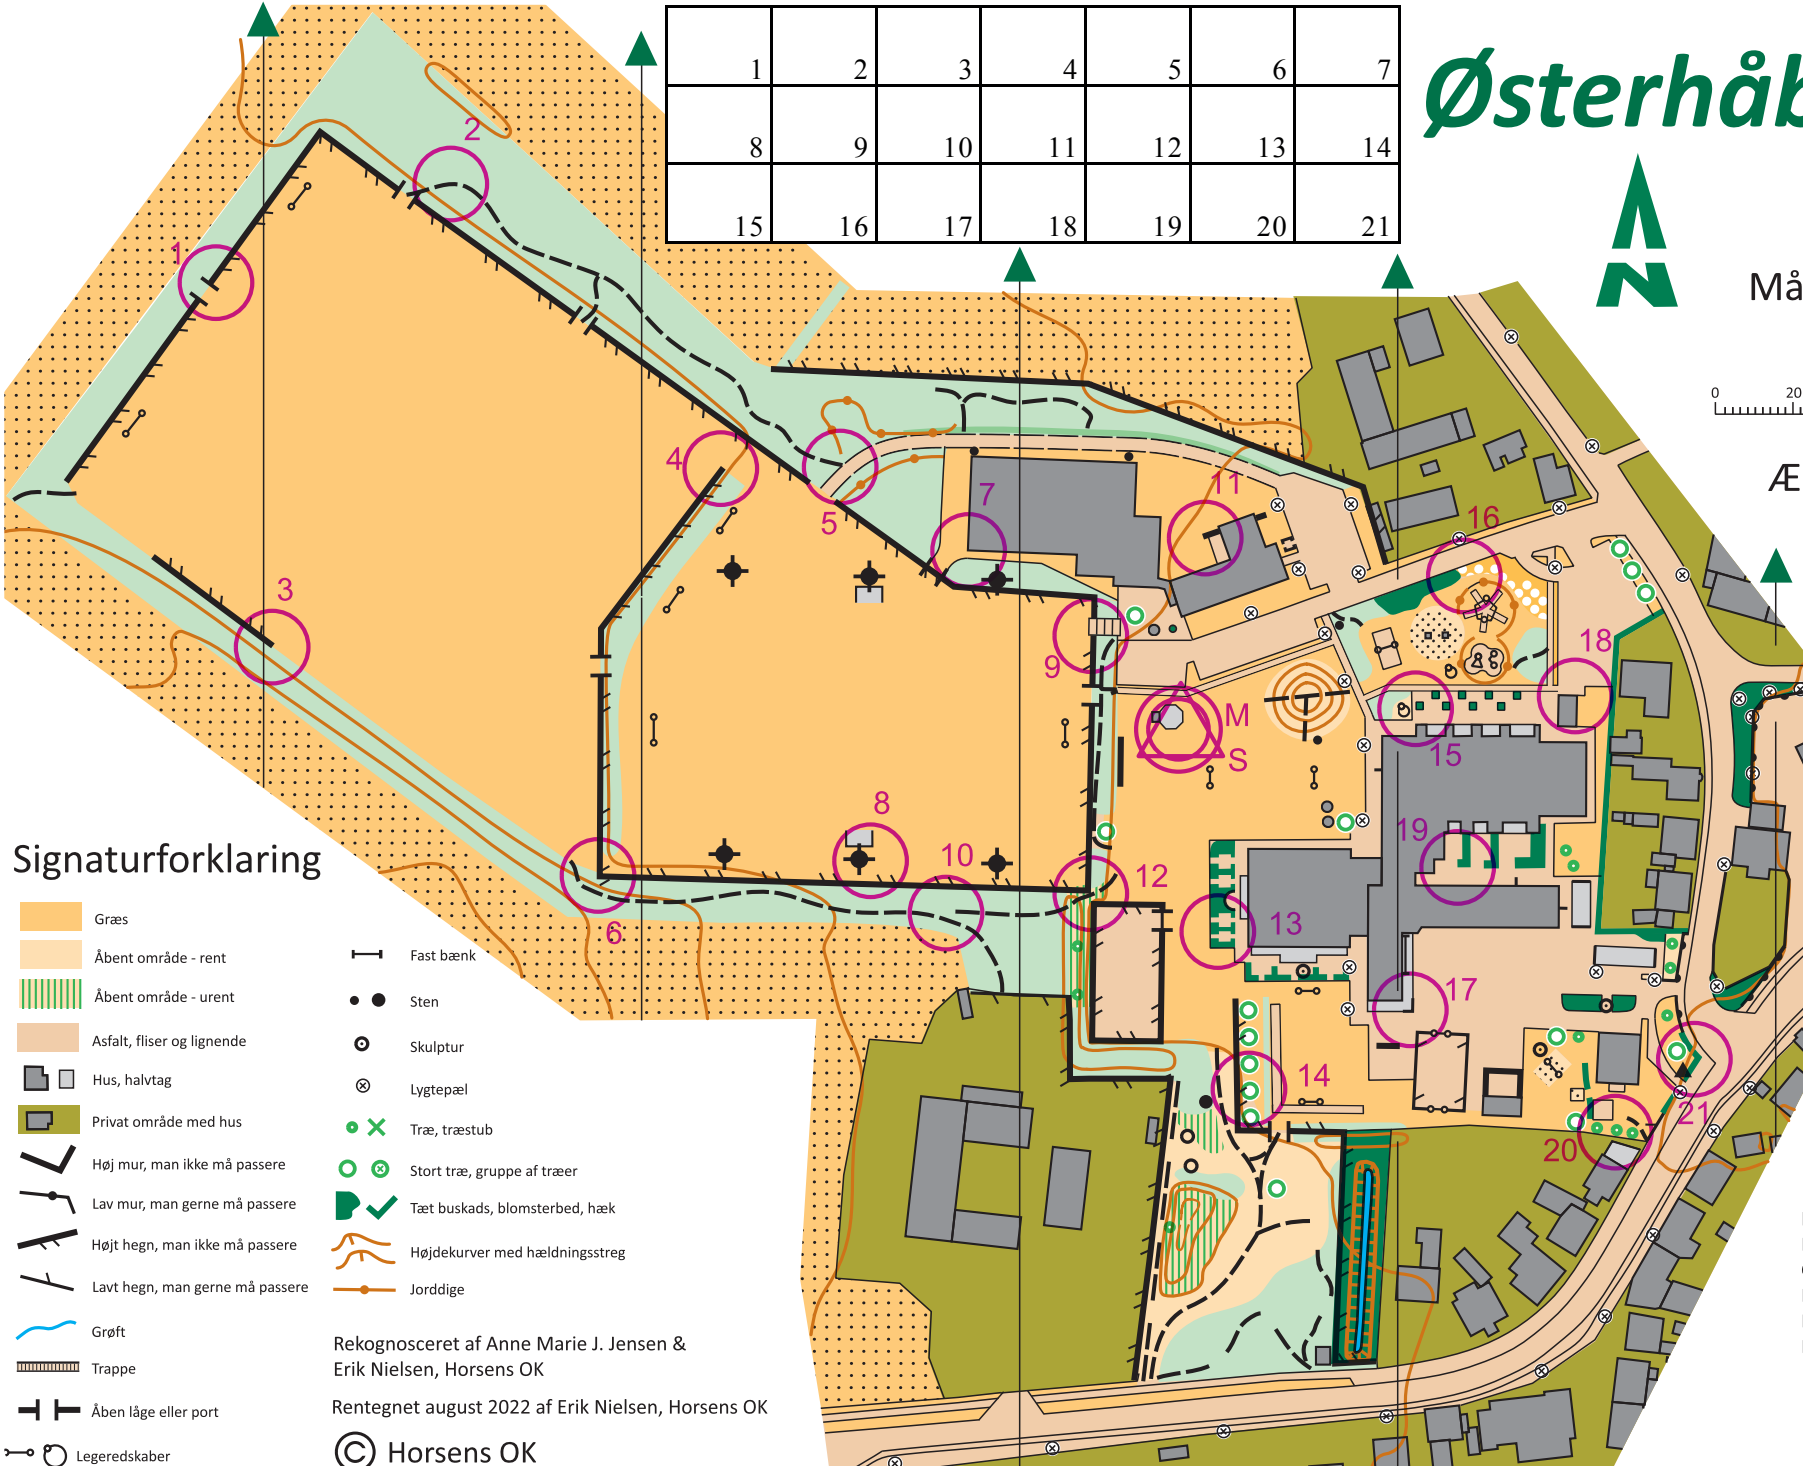 1 2 3 4 5 6 7
8 9 10 11 12 13 14
15 16 17 18 19 20 21
Østerhåb
N
Må
0 20
Æ
2
1
4
5
7
11
16
3
9
18
M
S
15
8
10
19
12
6
13
17
14
21
20
Signaturforklaring
Græs
Åbent område - rent
Åbent område - urent
Asfalt, fliser og lignende
Hus, halvtag
Privat område med hus
Høj mur, man ikke må passere
Lav mur, man gerne må passere
Højt hegn, man ikke må passere
Lavt hegn, man gerne må passere
Grøft
Trappe
Åben låge eller port
Legeredskaber
Fast bænk
Sten
Skulptur
Lygtepæl
Træ, træstub
Stort træ, gruppe af træer
Tæt buskads, blomsterbed, hæk
Højdekurver med hældningsstreg
Jorddige
Rekognosceret af Anne Marie J. Jensen &
Erik Nielsen, Horsens OK
Rentegnet august 2022 af Erik Nielsen, Horsens OK
© Horsens OK